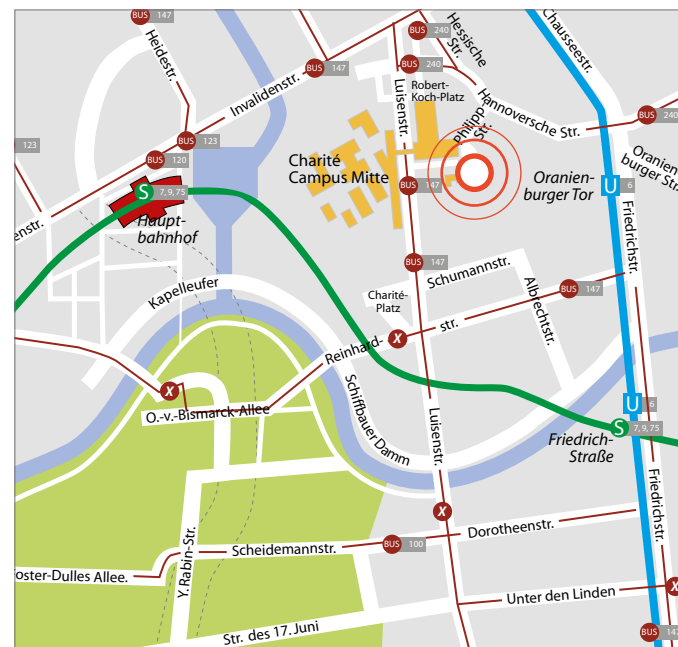 BUS 147
BUS 240
Hessische
Str.
Chausseestr.
Heidestr.
BUS 147
BUS 240
Invalidenstr.
Robert-
Koch-Platz
Luisenstr.
Philipp
Str.
Hannoversche Str.
BUS 240
123
BUS 123
BUS 120
Charité
Campus Mitte
Oranien-
burger Tor
Oranien
burger Str.
BUS 147
U 6
S 7,9,75
Haupt-
bahnhof
enstr.
Friedrichstr.
BUS 147
Schumannstr.
Kapelleufer
Charité-
Platz
Albrechtstr.
BUS 147
Reinhard-
X
str.
X
O.-v.-Bismarck-Allee
Schiffbauer Damm
Luisenstr.
U 6
S 7,9,75
Friedrich-
Straße
Friedrichstr.
X
Dorotheenstr.
BUS 100
Scheidemannstr.
Y.Rabin-Str.
oster-Dulles Allee.
X
Unter den Linden
Str. des 17.Juni
BUS 147